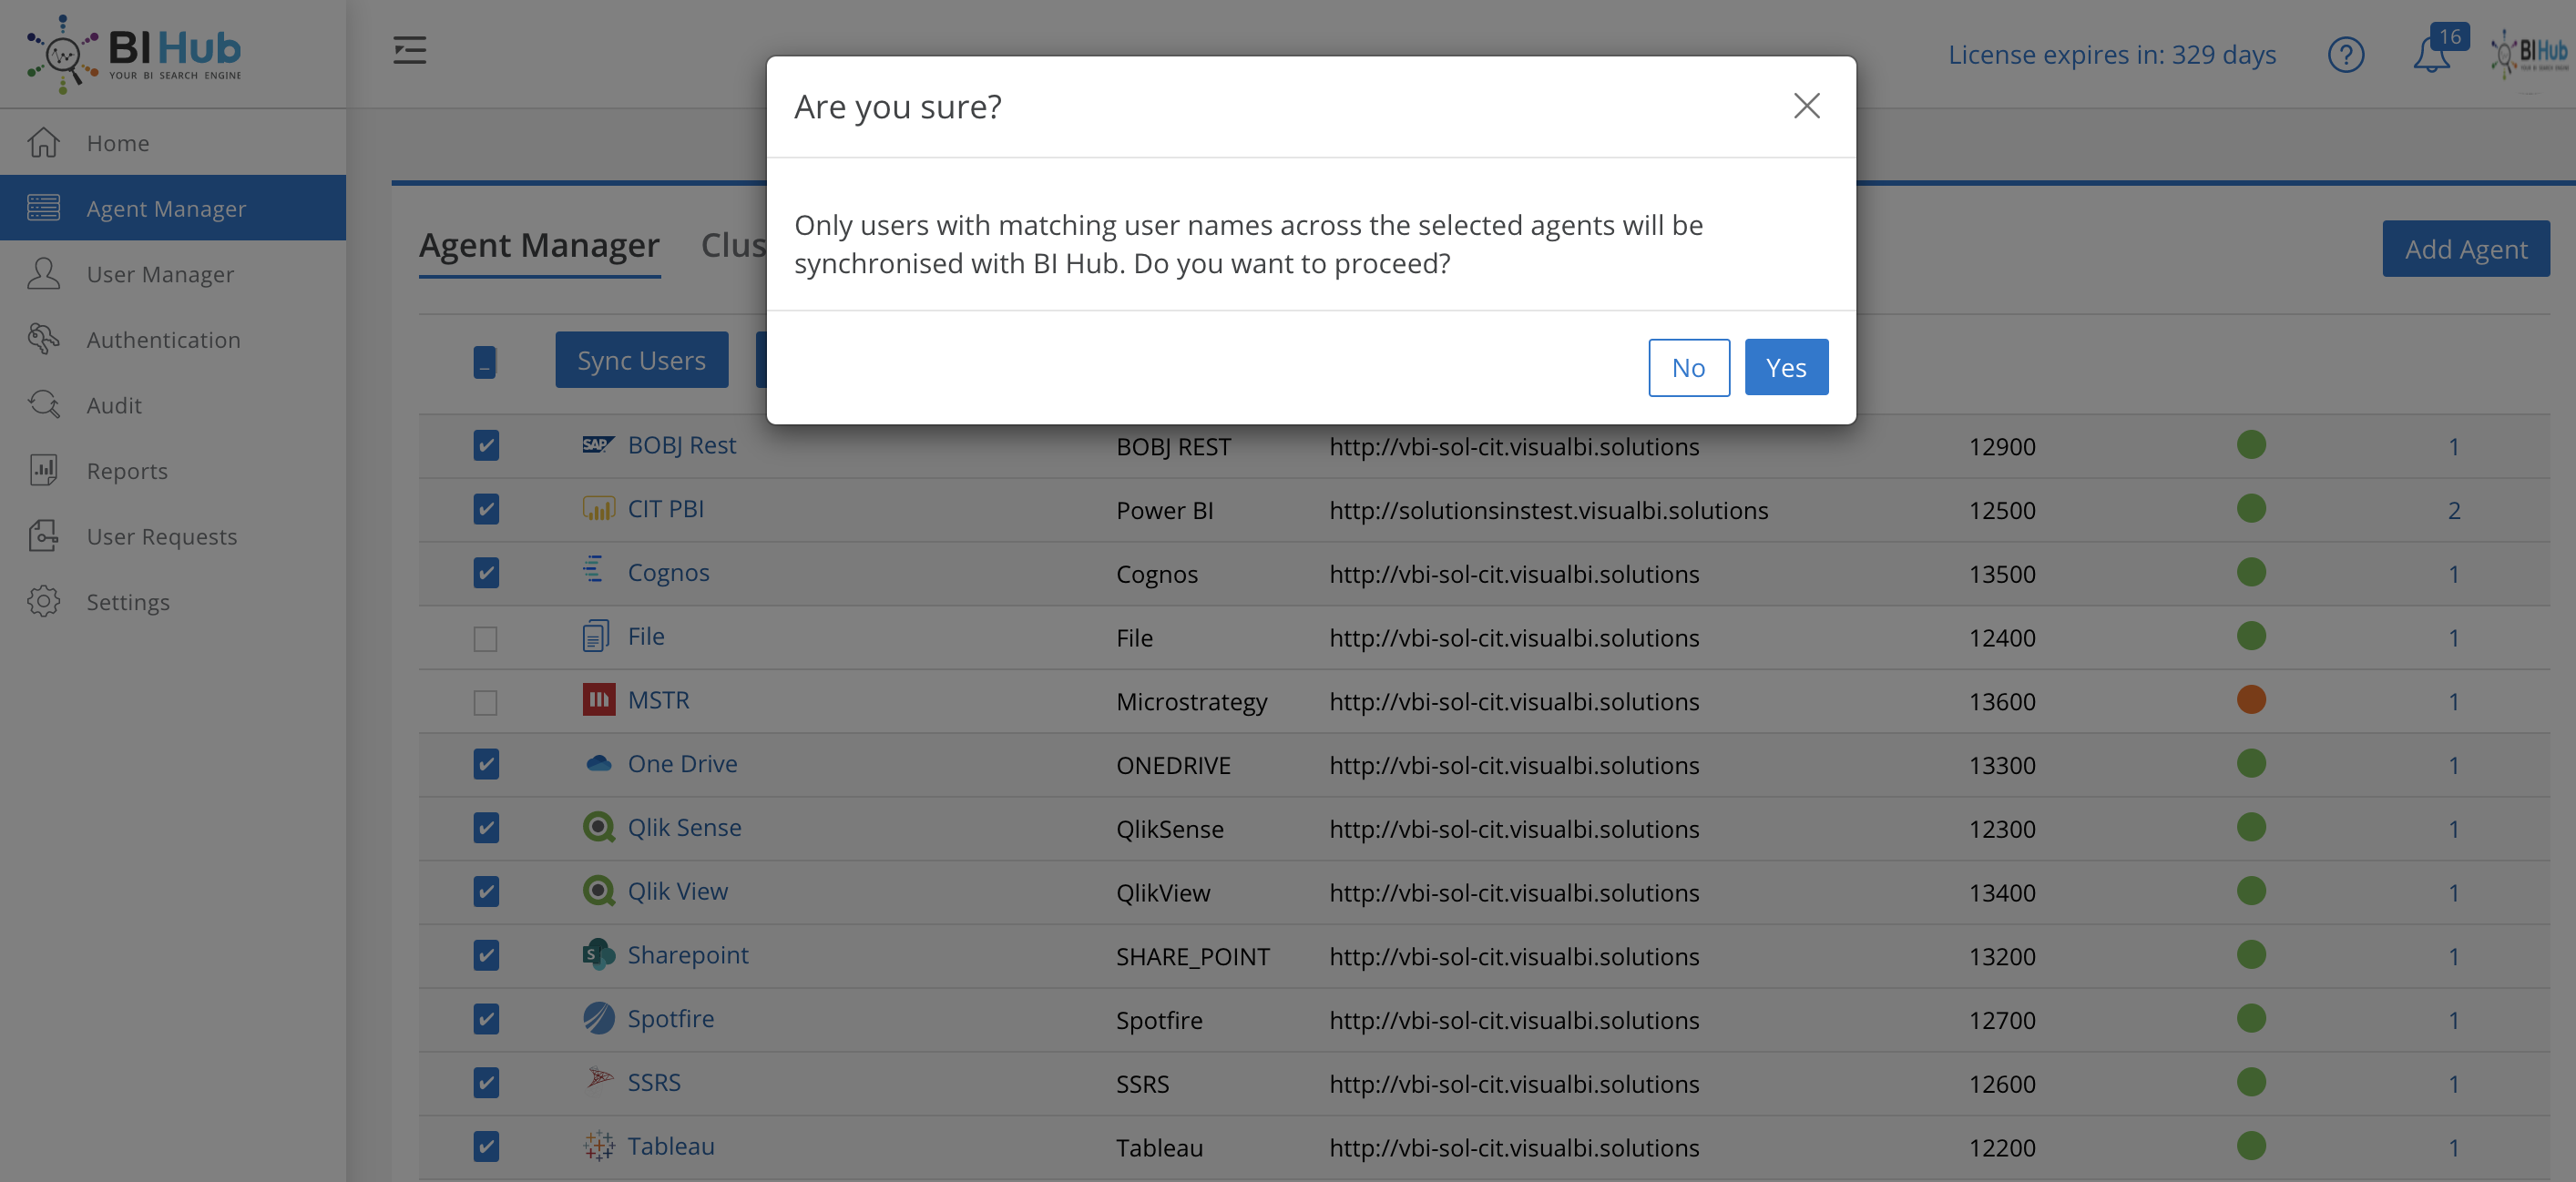 BI Hub
YOUR BI SEARCH ENGINE
License expires in: 329 days
16
BI Hub
Home
Agent Manager
User Manager
Authentication
Audit
Reports
User Requests
Settings
Are you sure?
Only users with matching user names across the selected agents will be
synchronised with BI Hub. Do you want to proceed?
No
Yes
Agent Manager Clus
Add Agent
Sync Users
SAP BOBJ Rest BOBJ REST http://vbi-sol-cit.visualbi.solutions 12900 1
CIT PBI Power BI http://solutionsinstest.visualbi.solutions 12500 2
Cognos Cognos http://vbi-sol-cit.visualbi.solutions 13500 1
File File http://vbi-sol-cit.visualbi.solutions 12400 1
MSTR Microstrategy http://vbi-sol-cit.visualbi.solutions 13600 1
One Drive ONEDRIVE http://vbi-sol-cit.visualbi.solutions 13300 1
Qlik Sense QlikSense http://vbi-sol-cit.visualbi.solutions 12300 1
Qlik View QlikView http://vbi-sol-cit.visualbi.solutions 13400 1
S Sharepoint SHARE_POINT http://vbi-sol-cit.visualbi.solutions 13200 1
Spotfire Spotfire http://vbi-sol-cit.visualbi.solutions 12700 1
SSRS SSRS http://vbi-sol-cit.visualbi.solutions 12600 1
Tableau Tableau http://vbi-sol-cit.visualbi.solutions 12200 1